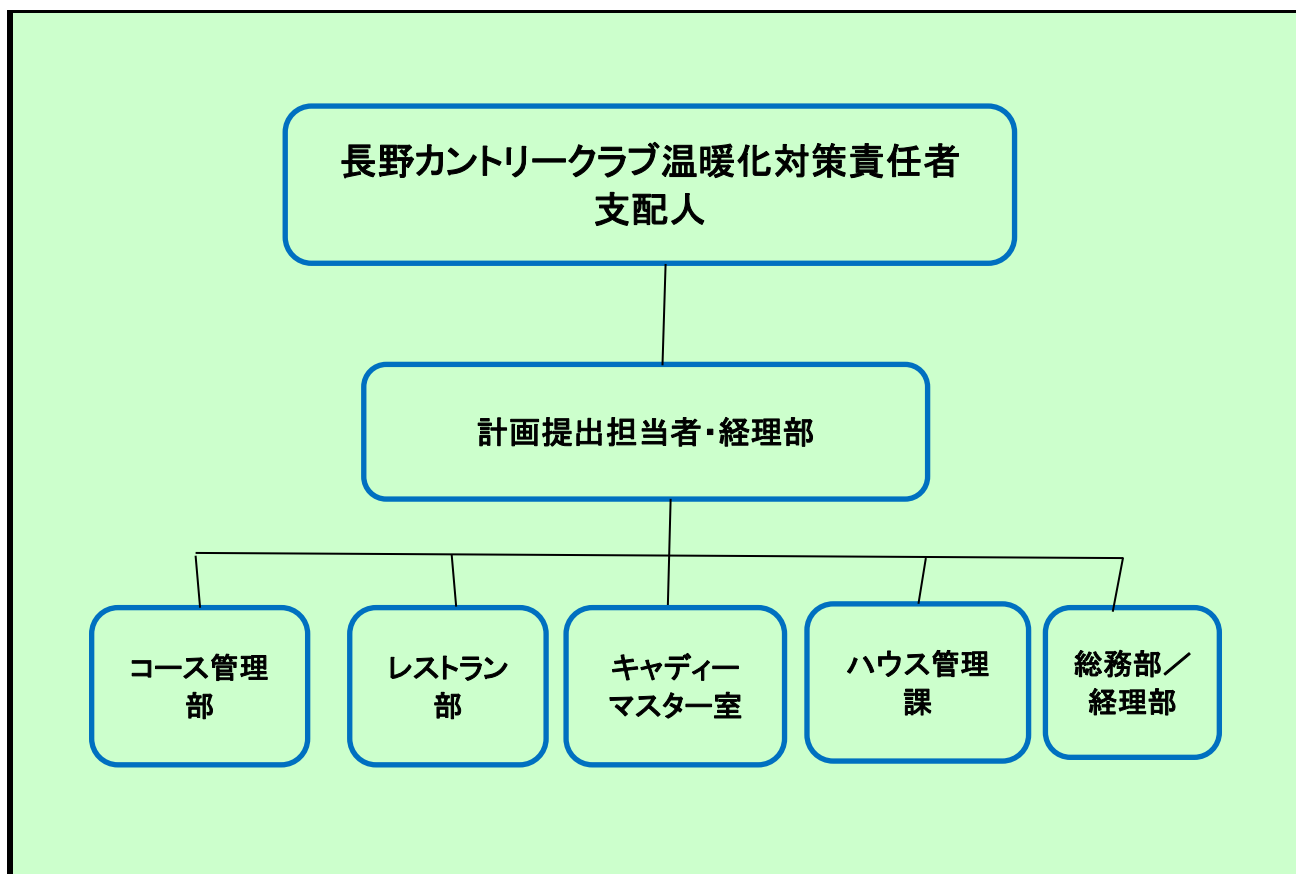 長野カントリークラブ温暖化対策責任者
支配人
計画提出担当者・経理部
コース管理
部
レストラン
部
キャディー
マスター室
ハウス管理
課
総務部／
経理部